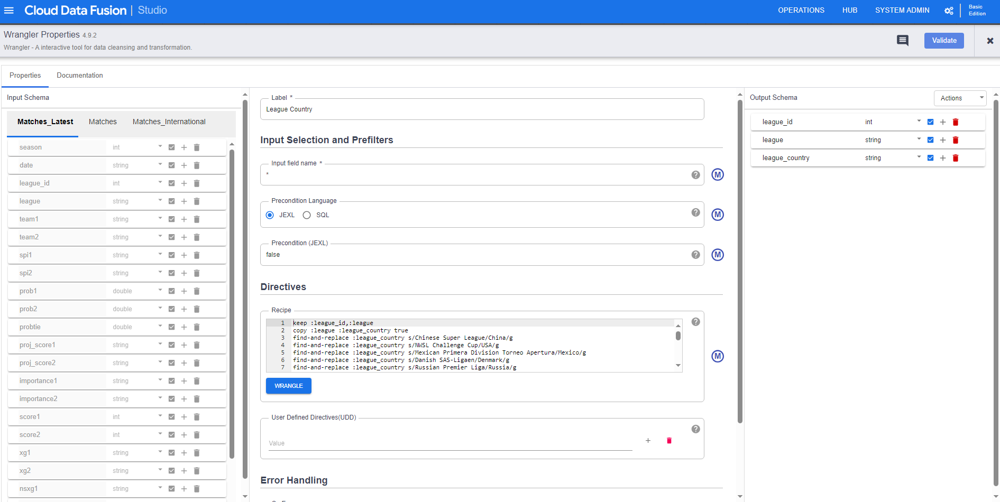 Cloud Data Fusion | Studio
OPERATIONS HUB SYSTEM ADMIN Basic Edition
Wrangler Properties 4.9.2
Wrangler - A interactive tool for data cleansing and transformation.
Validate
Properties Documentation
Input Schema
Matches_Latest Matches Matches_International
season int
date string
league_id int
league string
team1 string
team2 string
spi1 string
spi2 string
prob1 double
prob2 double
probtie double
proj_score1 string
proj_score2 string
importance1 string
importance2 string
score1 int
score2 int
xg1 string
xg2 string
nsxg1 string
Label *
League Country
Input Selection and Prefilters
Input field name *
*
M
Precondition Language
JEXL SQL
M
Precondition (JEXL)
false
M
Directives
Recipe
1 keep :league_id,:league
2 copy :league :league_country true
3 find-and-replace :league_country s/Chinese Super League/China/g
4 find-and-replace :league_country s/NWSL Challenge Cup/USA/g
5 find-and-replace :league_country s/Mexican Primera Division Torneo Apertura/Mexico/g
6 find-and-replace :league_country s/Danish SAS-Ligaen/Denmark/g
7 find-and-replace :league_country s/Russian Premier Liga/Russia/g
M
WRANGLE
User Defined Directives(UDD)
Value
Error Handling
Output Schema
Actions
league_id int
league string
league_country string